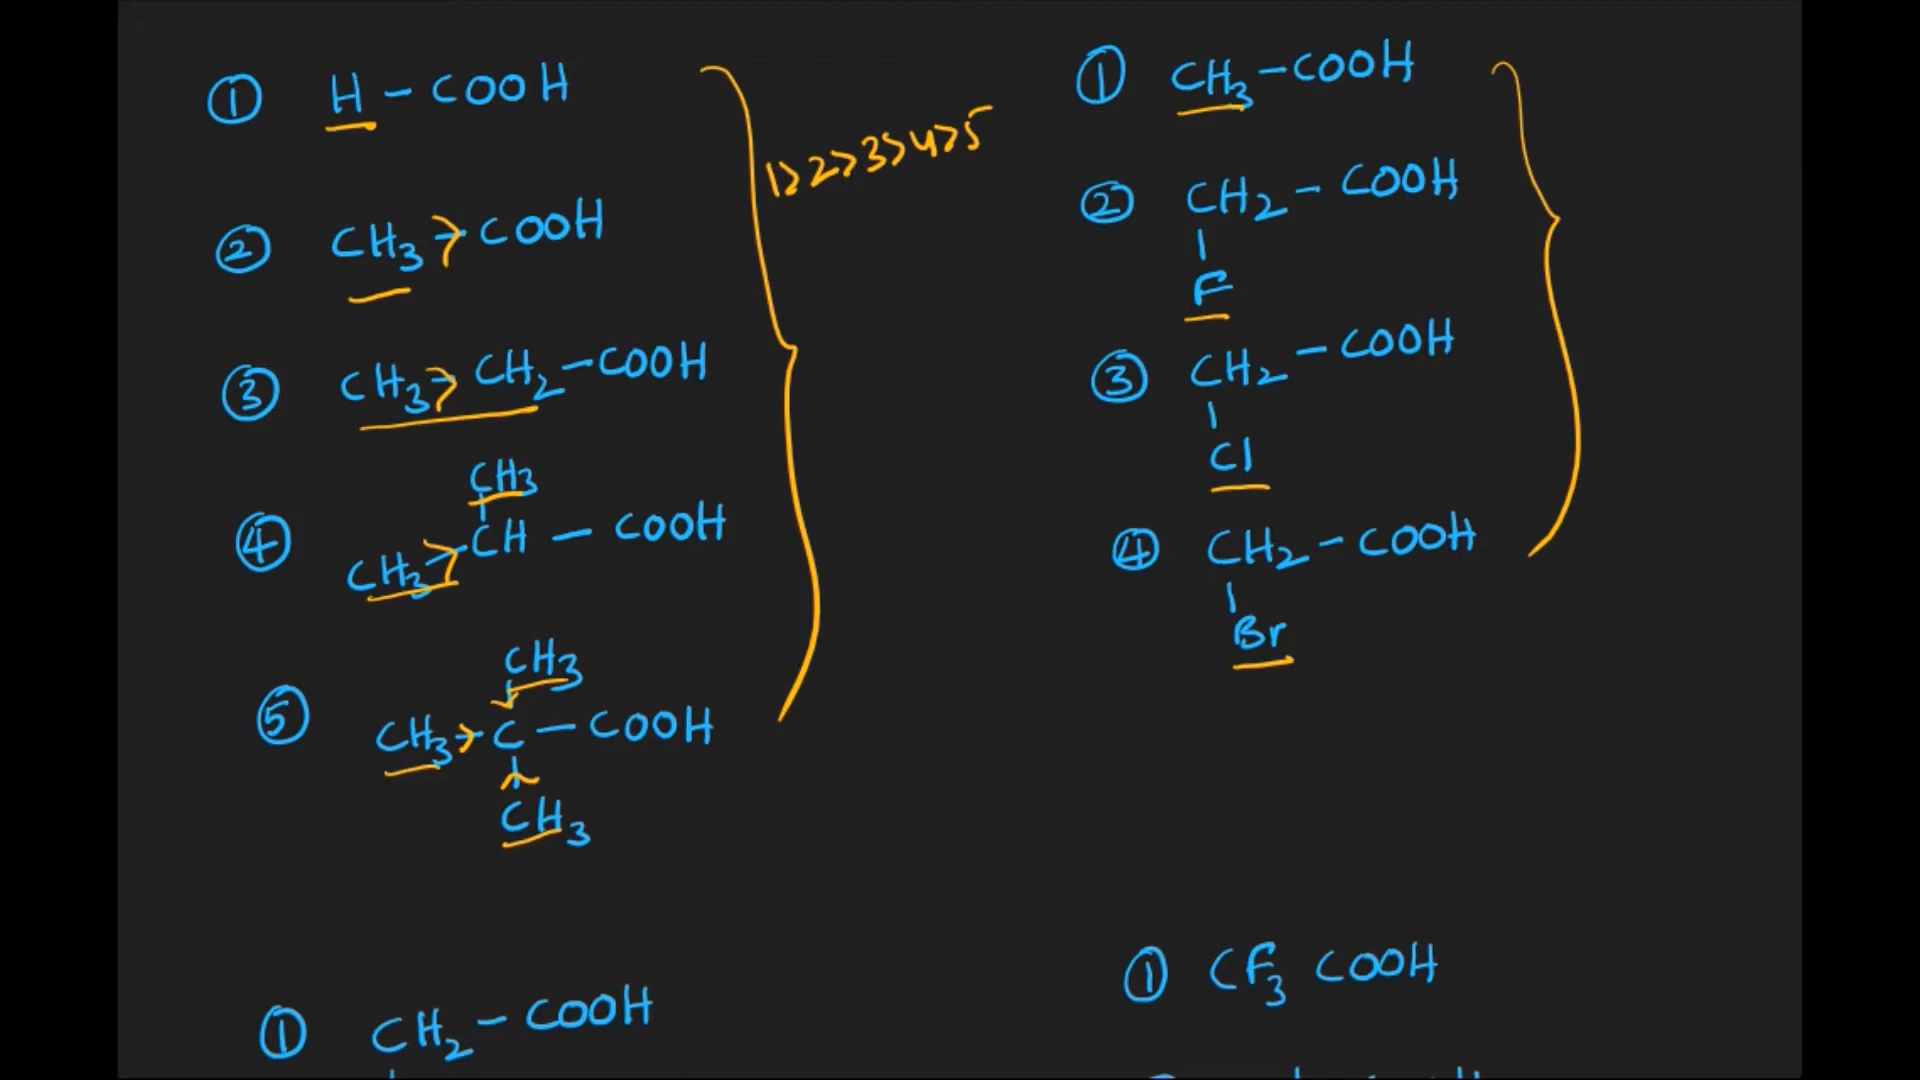 ① H - COOH
② CH3 - COOH
③ CH3 - CH2 - COOH
CH3
④ CH3 - CH - COOH
CH3
⑤ CH3 - C - COOH
CH3
1>2>3>4>5
① CH3 - COOH
② CH2 - COOH
F
③ CH2 - COOH
Cl
④ CH2 - COOH
Br
① CH2 - COOH
① CF3 COOH